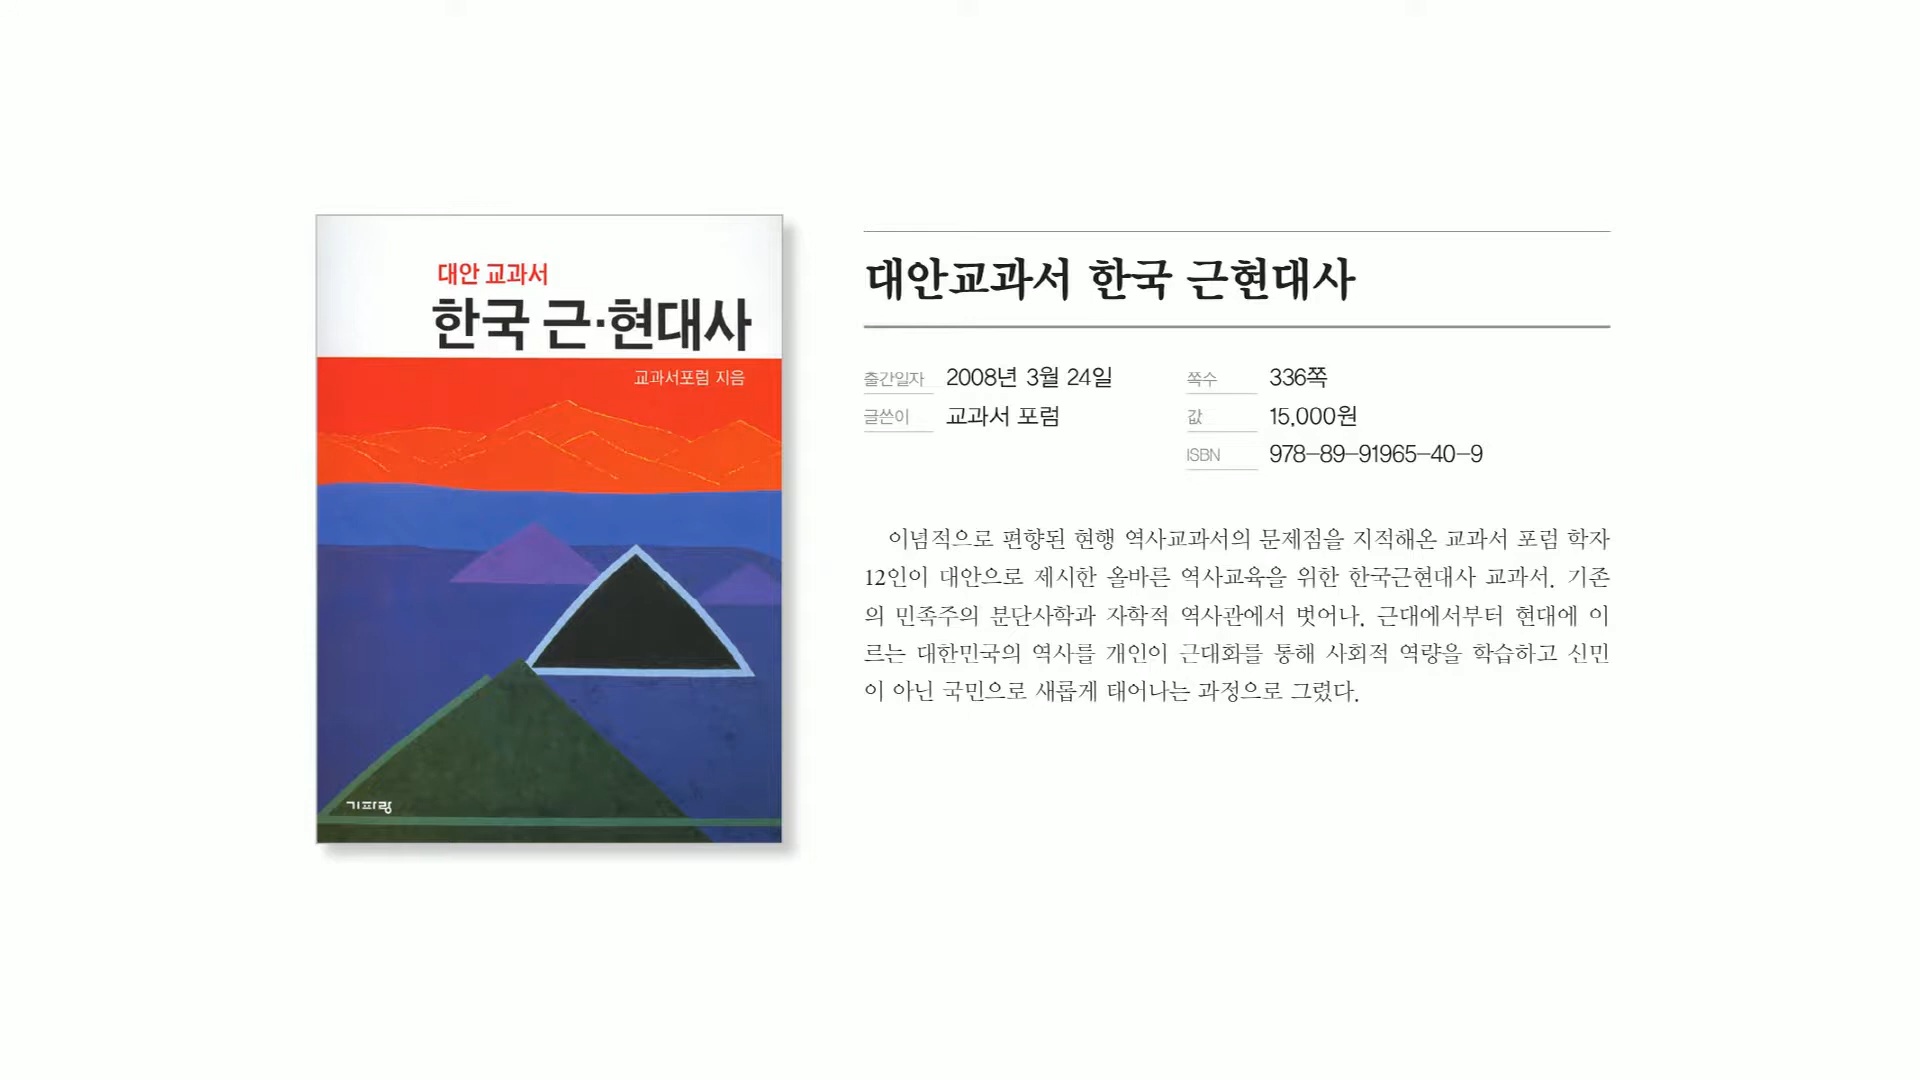 대안 교과서
한국 근·현대사
교과서포럼 지음
기파랑
대안교과서 한국 근현대사
출간일자 2008년 3월 24일
글쓴이 교과서 포럼
쪽수 336쪽
값 15,000원
ISBN 978-89-91965-40-9
이념적으로 편향된 현행 역사교과서의 문제점을 지적해온 교과서 포럼 학자
12인이 대안으로 제시한 올바른 역사교육을 위한 한국근현대사 교과서. 기존
의 민족주의 분단사학과 자학적 역사관에서 벗어나, 근대에서부터 현대에 이
르는 대한민국의 역사를 개인이 근대화를 통해 사회적 역량을 학습하고 신민
이 아닌 국민으로 새롭게 태어나는 과정으로 그렸다.